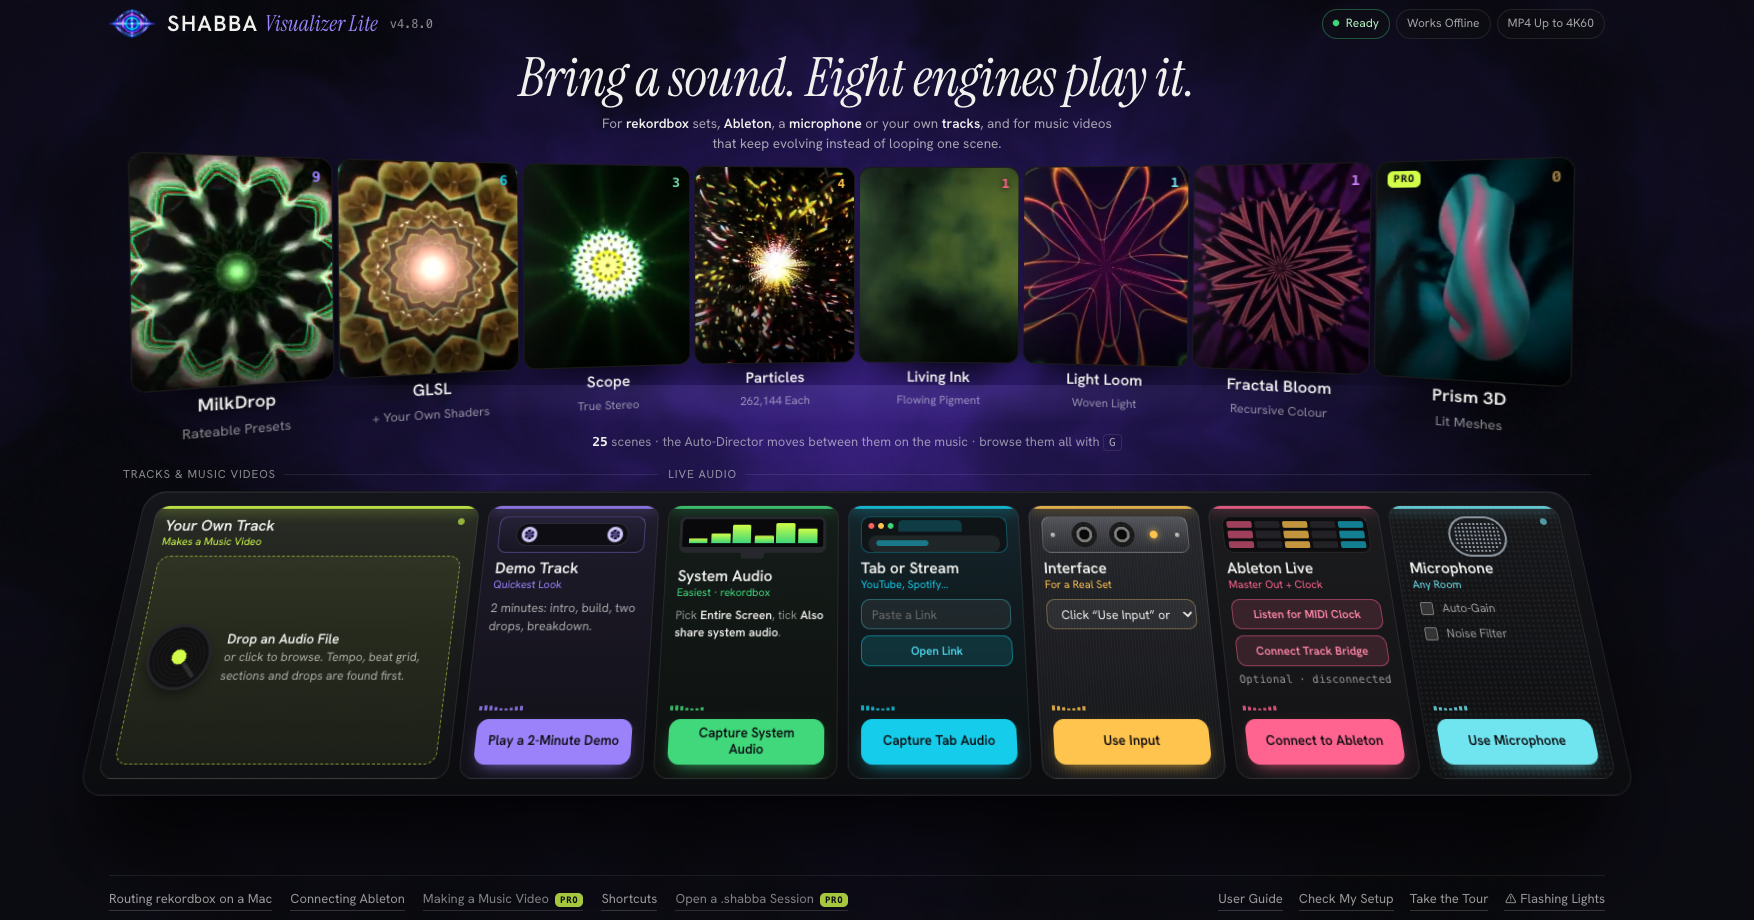 SHABBA Visualizer Lite v4.8.0
Ready
Works Offline
MP4 Up to 4K60
Bring a sound. Eight engines play it.
For rekordbox sets, Ableton, a microphone or your own tracks, and for music videos
that keep evolving instead of looping one scene.
9
6
3
4
1
1
1
PRO
0
MilkDrop
Rateable Presets
GLSL
+ Your Own Shaders
Scope
True Stereo
Particles
262,144 Each
Living Ink
Flowing Pigment
Light Loom
Woven Light
Fractal Bloom
Recursive Colour
Prism 3D
Lit Meshes
25 scenes · the Auto-Director moves between them on the music · browse them all with G
TRACKS & MUSIC VIDEOS
LIVE AUDIO
Your Own Track
Makes a Music Video
Drop an Audio File
or click to browse. Tempo, beat grid,
sections and drops are found first.
Demo Track
Quickest Look
2 minutes: intro, build, two
drops, breakdown.
Play a 2-Minute Demo
System Audio
Easiest · rekordbox
Pick Entire Screen, tick Also
share system audio.
Capture System
Audio
Tab or Stream
YouTube, Spotify...
Paste a Link
Open Link
Capture Tab Audio
Interface
For a Real Set
Click “Use Input” or
Use Input
Ableton Live
Master Out + Clock
Listen for MIDI Clock
Connect Track Bridge
Optional · disconnected
Connect to Ableton
Microphone
Any Room
Auto-Gain
Noise Filter
Use Microphone
Routing rekordbox on a Mac
Connecting Ableton
Making a Music Video PRO
Shortcuts
Open a .shabba Session PRO
User Guide
Check My Setup
Take the Tour
⚠ Flashing Lights